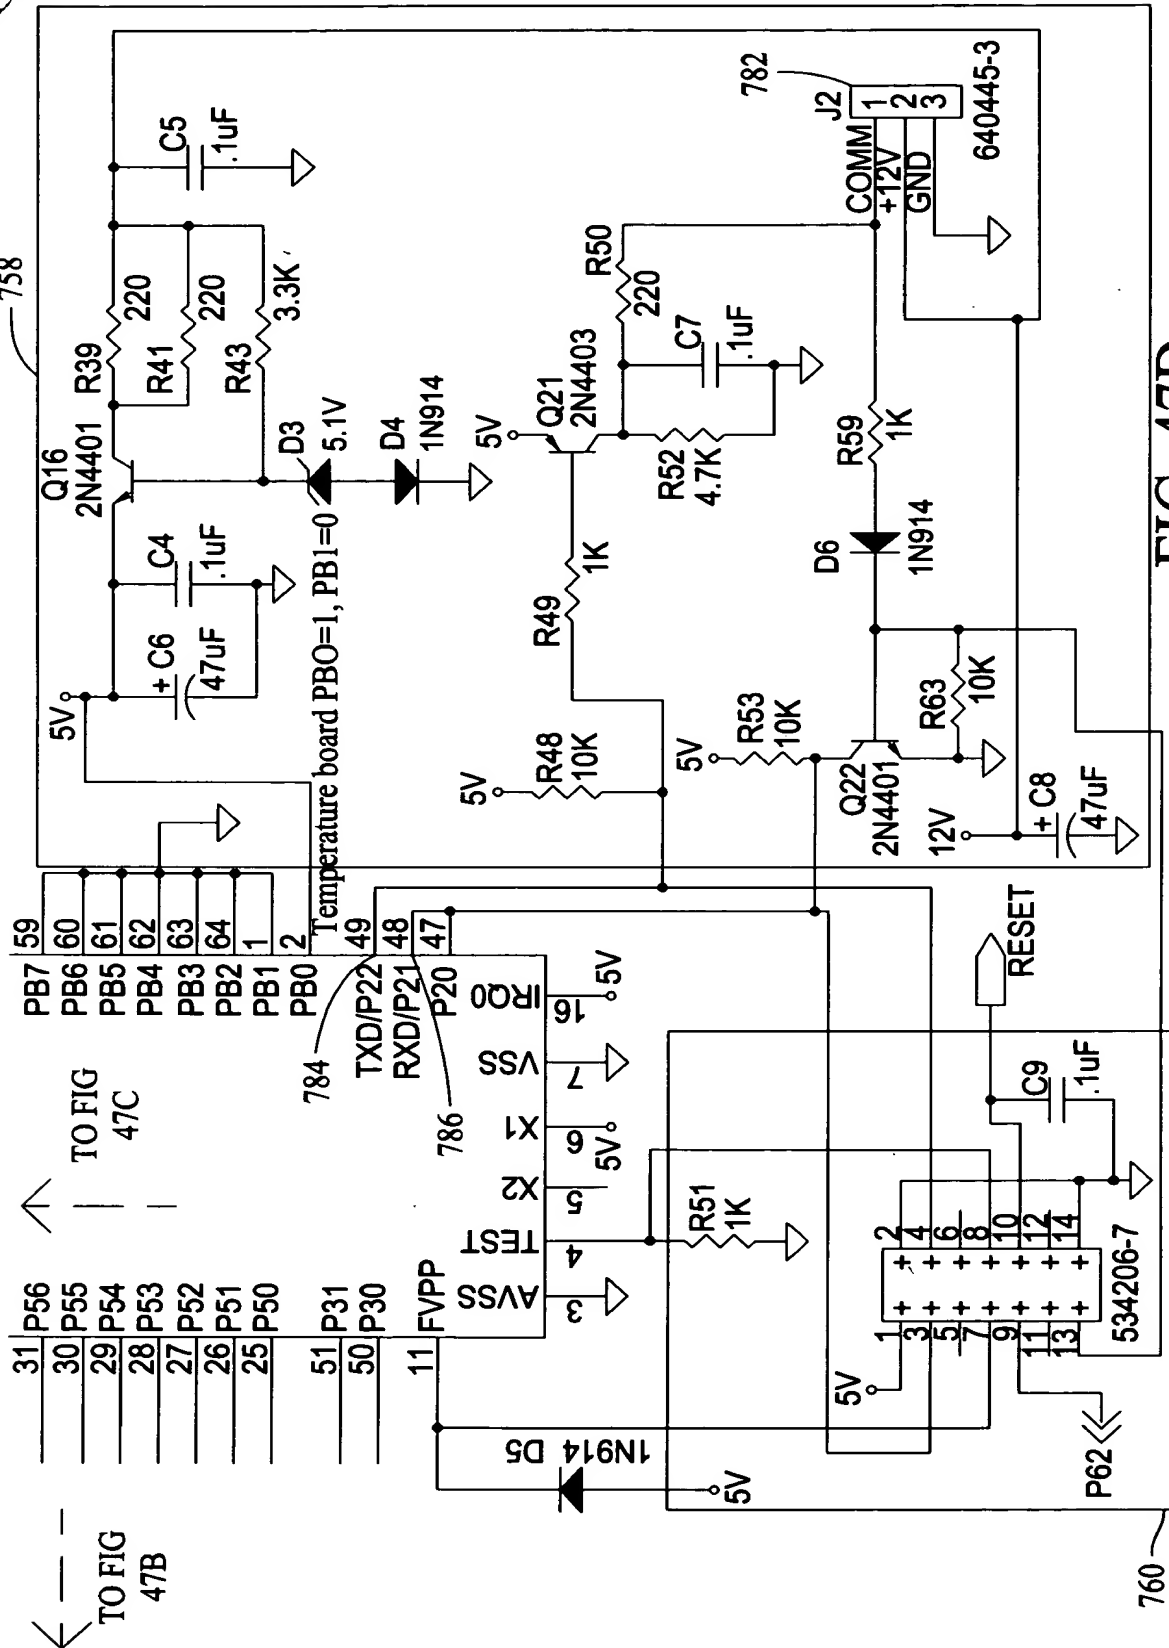 758
C5
.1uF
R39
220
R41
220
R43
3.3K
Q16
2N4401
D3
5.1V
D4
1N914
5V
+ C6
47uF
C4
.1uF
Temperature board PBO=1, PB1=0
782
J2
1
2
3
COMM
+12V
GND
640445-3
R50
220
5V
Q21
2N4403
C7
.1uF
R52
4.7K
R49
1K
5V
R48
10K
R59
1K
D6
1N914
5V
R53
10K
Q22
2N4401
R63
10K
12V
+ C8
47uF
PB7 59
PB6 60
PB5 61
PB4 62
PB3 63
PB2 64
PB1 1
PB0 2
TXD/P22 49
RXD/P21 48
P20 47
784
786
TO FIG
47C
IRQ0
16
5V
VSS
7
X1
6
5V
X2
5
TEST
4
AVSS
3
R51
1K
31 P56
30 P55
29 P54
28 P53
27 P52
26 P51
25 P50
51 P31
50 P30
11 FVPP
1N914 D5
5V
TO FIG
47B
RESET
C9
.1uF
5V
1 + + 2
3 + + 4
5 + + 6
7 + + 8
9 + + 10
11 + + 12
13 + + 14
534206-7
P62
760